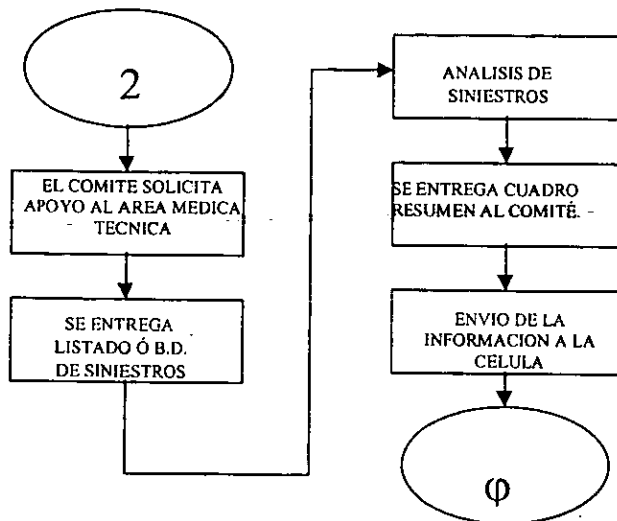 2
EL COMITE SOLICITA
APOYO AL AREA MEDICA
TECNICA
SE ENTREGA
LISTADO Ó B.D.
DE SINIESTROS
ANALISIS DE
SINIESTROS
SE ENTREGA CUADRO
RESUMEN AL COMITÉ.
ENVIO DE LA
INFORMACION A LA
CELULA
φ